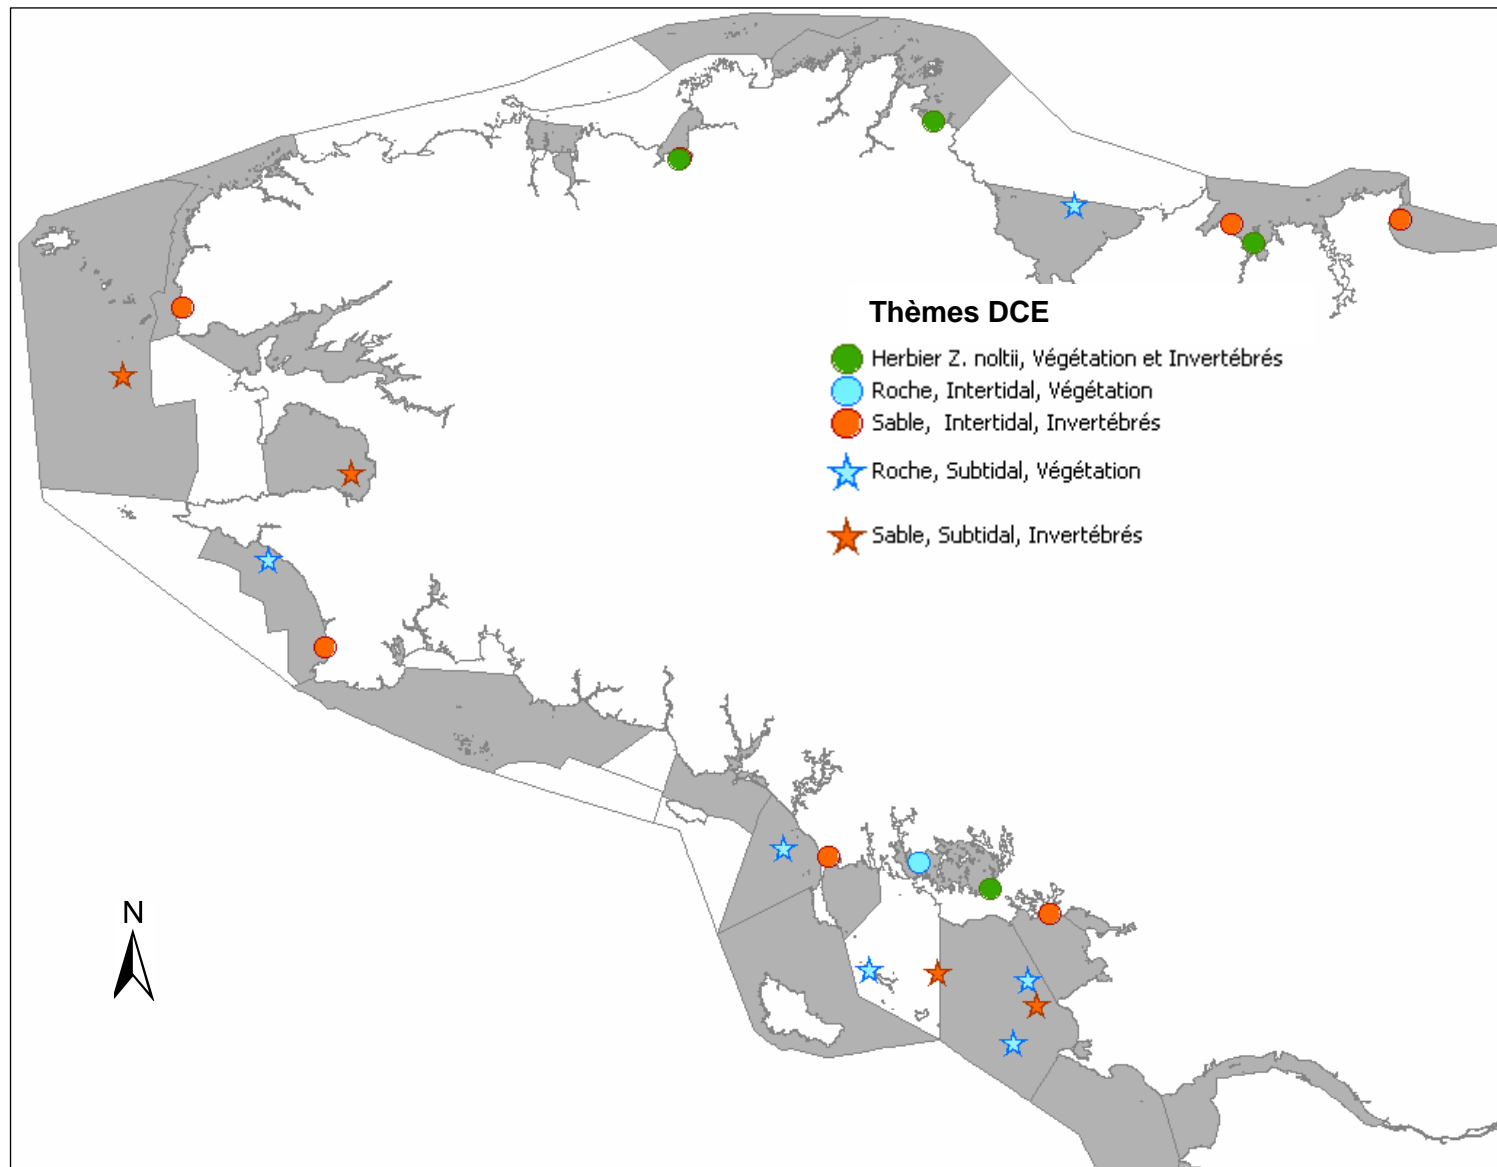 Thèmes DCE
Herbier Z. noltii, Végétation et Invertébrés
Roche, Intertidal, Végétation
Sable, Intertidal, Invertébrés
Roche, Subtidal, Végétation
Sable, Subtidal, Invertébrés
N